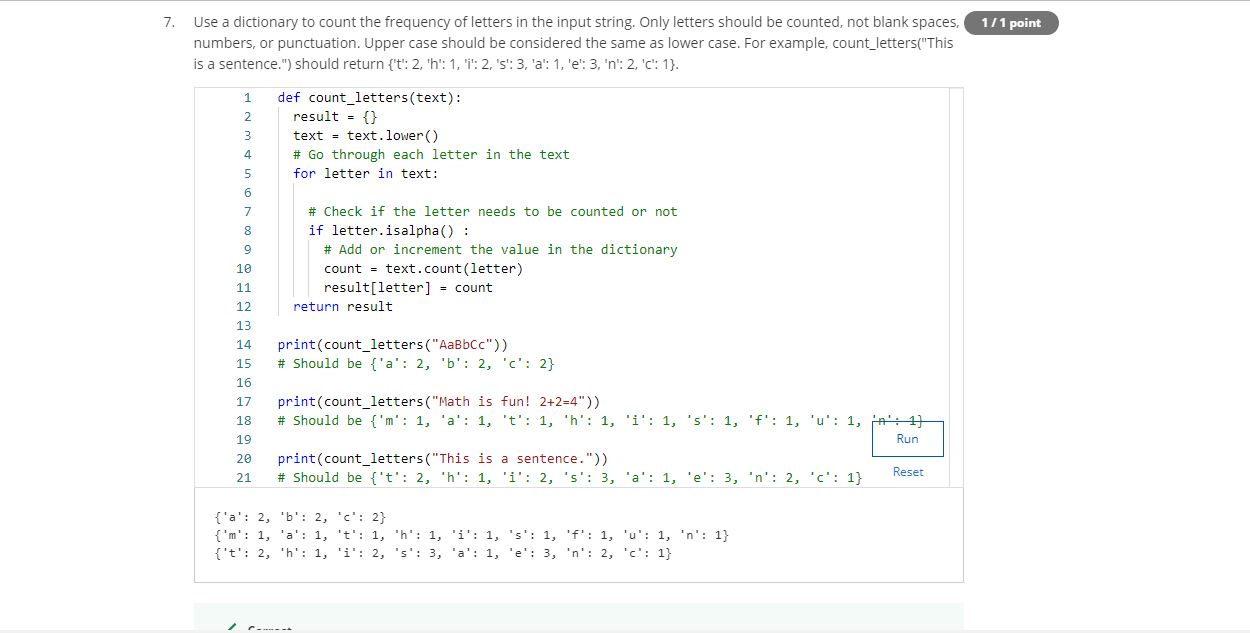 7. Use a dictionary to count the frequency of letters in the input string. Only letters should be counted, not blank spaces,
1 / 1 point
numbers, or punctuation. Upper case should be considered the same as lower case. For example, count_letters("This
is a sentence.") should return {'t': 2, 'h': 1, 'i': 2, 's': 3, 'a': 1, 'e': 3, 'n': 2, 'c': 1}.
1 def count_letters(text):
2   result = {}
3   text = text.lower()
4   # Go through each letter in the text
5   for letter in text:
6
7     # Check if the letter needs to be counted or not
8     if letter.isalpha() :
9       # Add or increment the value in the dictionary
10       count = text.count(letter)
11       result[letter] = count
12   return result
13
14 print(count_letters("AaBbCc"))
15 # Should be {'a': 2, 'b': 2, 'c': 2}
16
17 print(count_letters("Math is fun! 2+2=4"))
18 # Should be {'m': 1, 'a': 1, 't': 1, 'h': 1, 'i': 1, 's': 1, 'f': 1, 'u': 1, 'n': 1}
19
Run
20 print(count_letters("This is a sentence."))
21 # Should be {'t': 2, 'h': 1, 'i': 2, 's': 3, 'a': 1, 'e': 3, 'n': 2, 'c': 1}
Reset
{'a': 2, 'b': 2, 'c': 2}
{'m': 1, 'a': 1, 't': 1, 'h': 1, 'i': 1, 's': 1, 'f': 1, 'u': 1, 'n': 1}
{'t': 2, 'h': 1, 'i': 2, 's': 3, 'a': 1, 'e': 3, 'n': 2, 'c': 1}
Correct